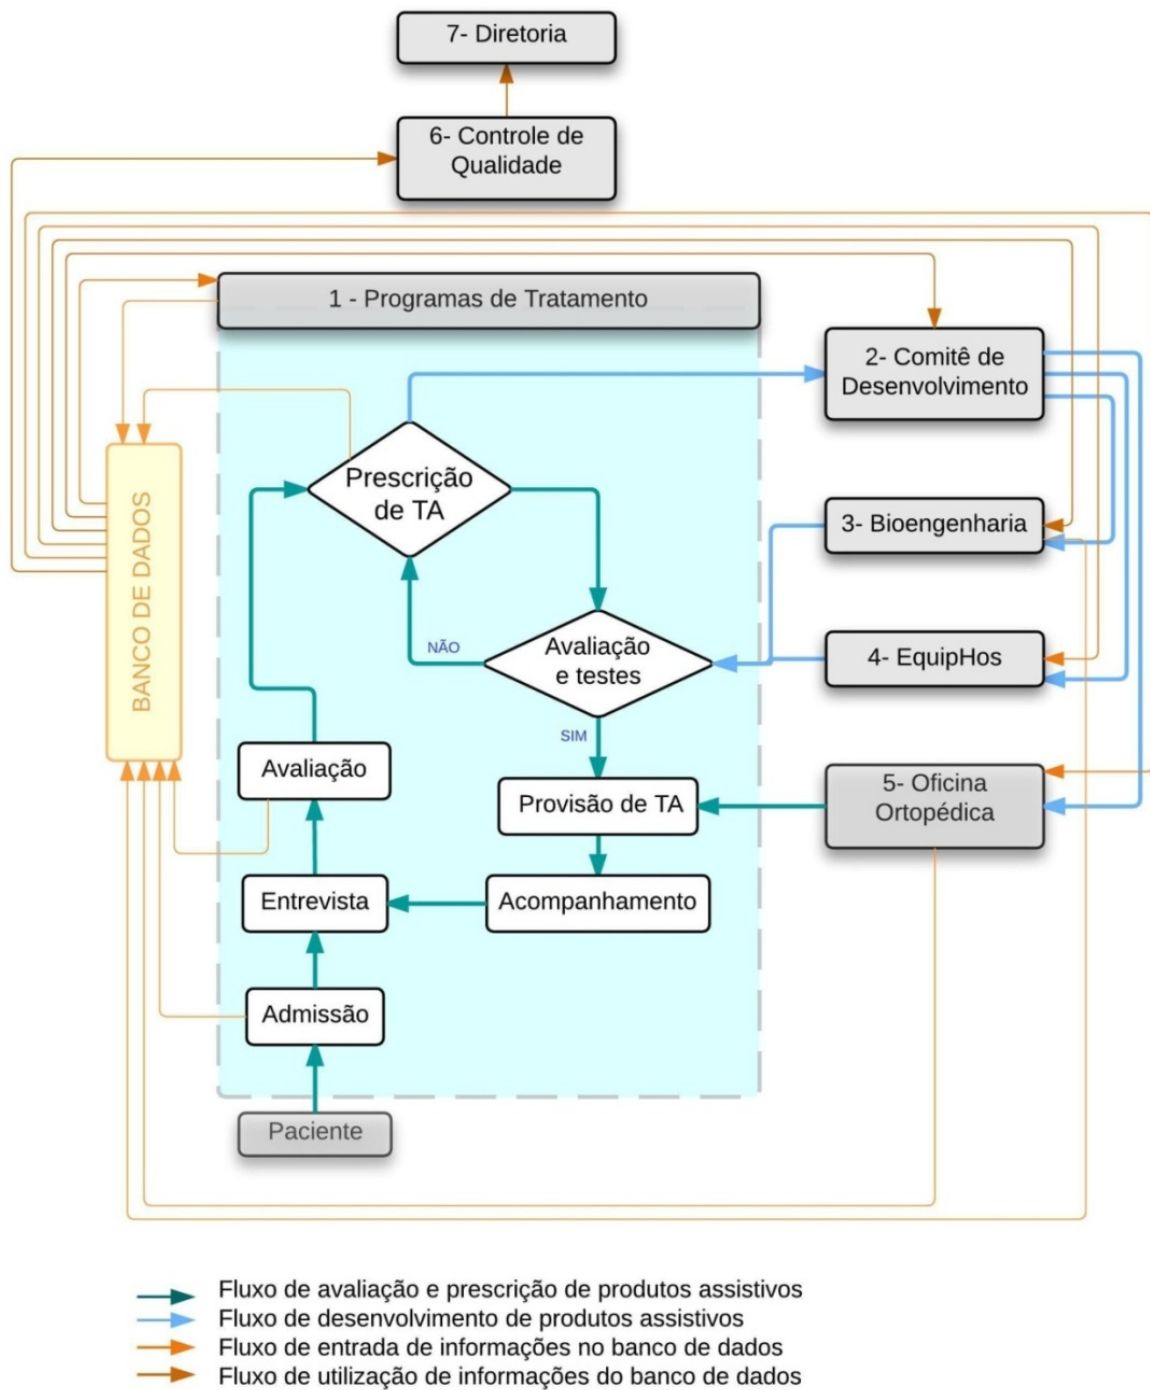 7- Diretoria
6- Controle de
Qualidade
1 - Programas de Tratamento
2- Comitê de
Desenvolvimento
Prescrição
de TA
BANCO DE DADOS
3- Bioengenharia
NÃO
Avaliação
e testes
4- EquipHos
SIM
Avaliação
Provisão de TA
5- Oficina
Ortopédica
Entrevista
Acompanhamento
Admissão
Paciente
Fluxo de avaliação e prescrição de produtos assistivos
Fluxo de desenvolvimento de produtos assistivos
Fluxo de entrada de informações no banco de dados
Fluxo de utilização de informações do banco de dados